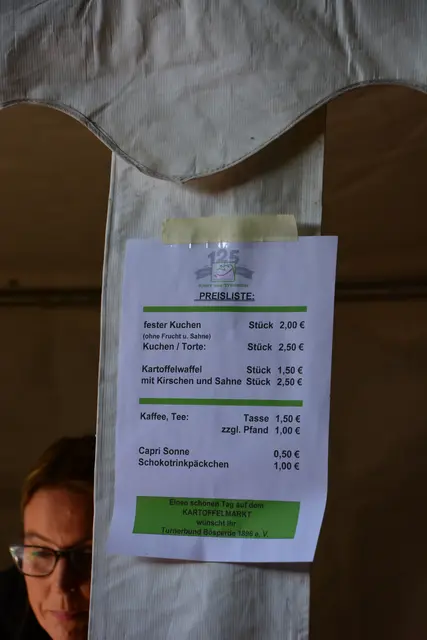 125
PREISLISTE:
fester Kuchen Stück 2,00 €
(ohne Frucht u. Sahne)
Kuchen / Torte: Stück 2,50 €
Kartoffelwaffel Stück 1,50 €
mit Kirschen und Sahne Stück 2,50 €
Kaffee, Tee: Tasse 1,50 €
zzgl. Pfand 1,00 €
Capri Sonne 0,50 €
Schokotrinkpäckchen 1,00 €
Einen schönen Tag auf dem
KARTOFFELMARKT
wünscht ihr
Turnerbund Bösperde 1899 e. V.